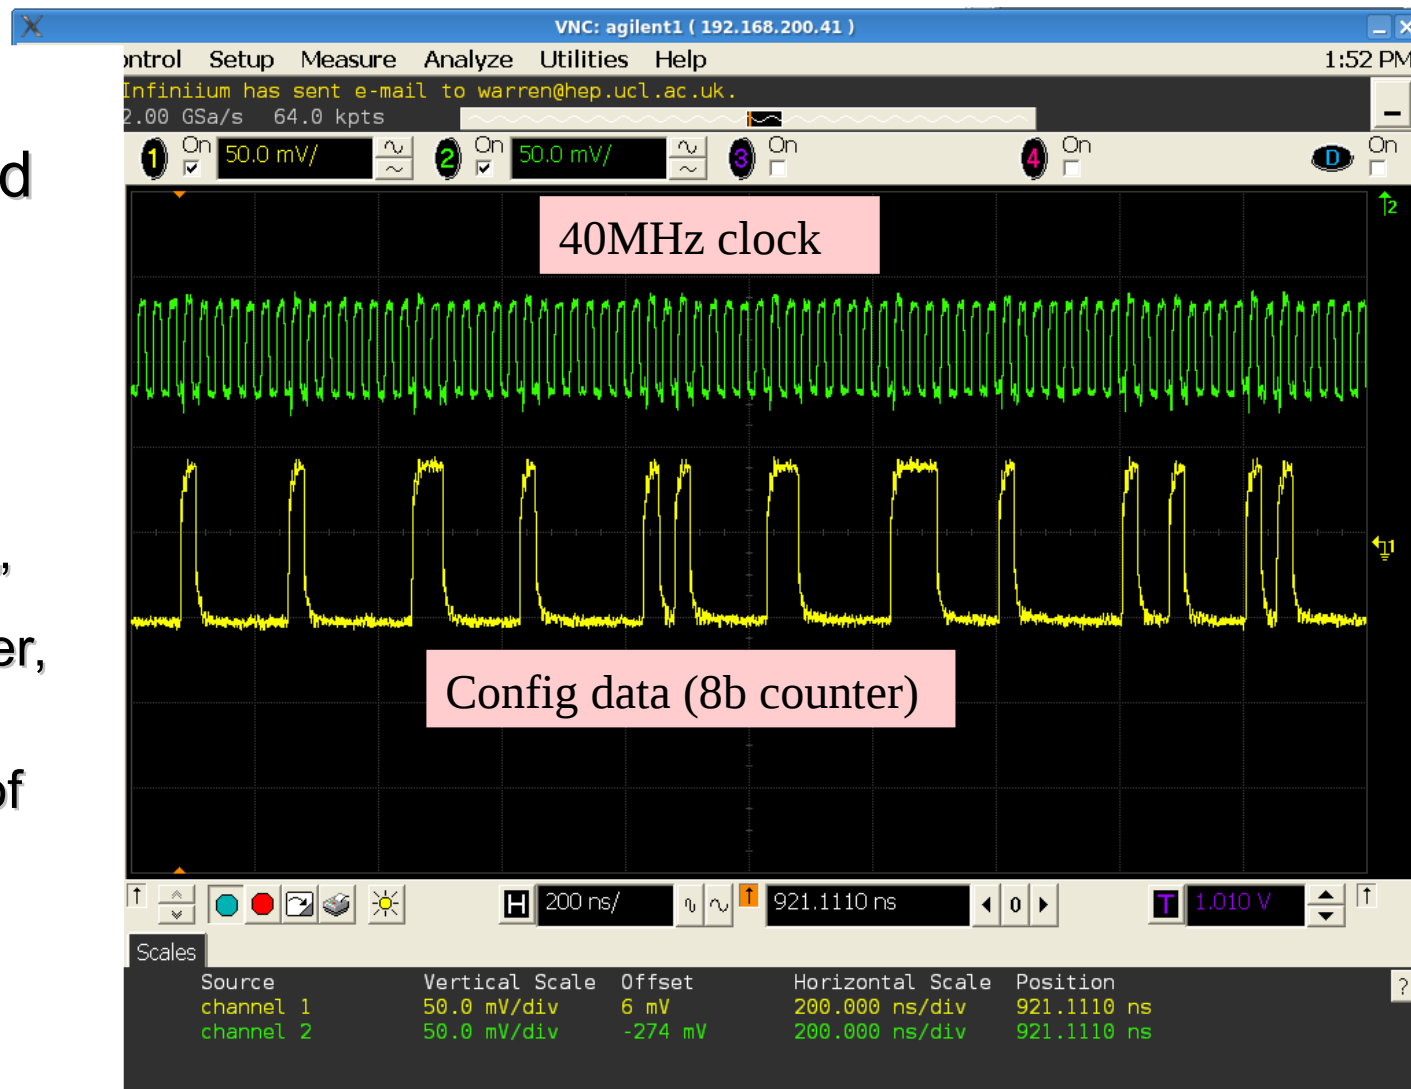 VNC: agilent1 ( 192.168.200.41 )
ontrol Setup Measure Analyze Utilities Help 1:52 PM
Infiniium has sent e-mail to warren@hep.ucl.ac.uk.
2.00 GSa/s 64.0 kpts
1 On 50.0 mV/ 2 On 50.0 mV/ 3 On 4 On D On
d
2
40MHz clock
,
1
er,
Config data (8b counter)
of
H 200 ns/ 921.1110 ns 0 T 1.010 V
Scales
Source Vertical Scale Offset Horizontal Scale Position
channel 1 50.0 mV/div 6 mV 200.000 ns/div 921.1110 ns
channel 2 50.0 mV/div -274 mV 200.000 ns/div 921.1110 ns
?